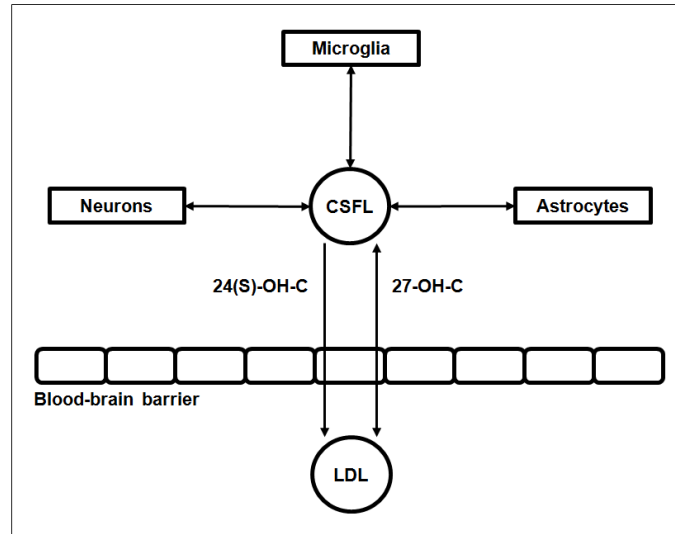 Microglia
Neurons
CSFL
Astrocytes
24(S)-OH-C
27-OH-C
Blood-brain barrier
LDL